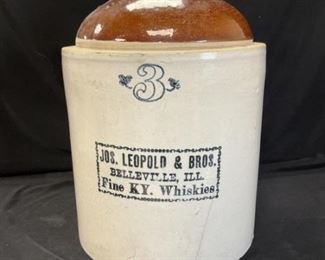 3
JOS. LEOPOLD & BROS.
BELLEVILLE, ILL.
Fine KY. Whiskies